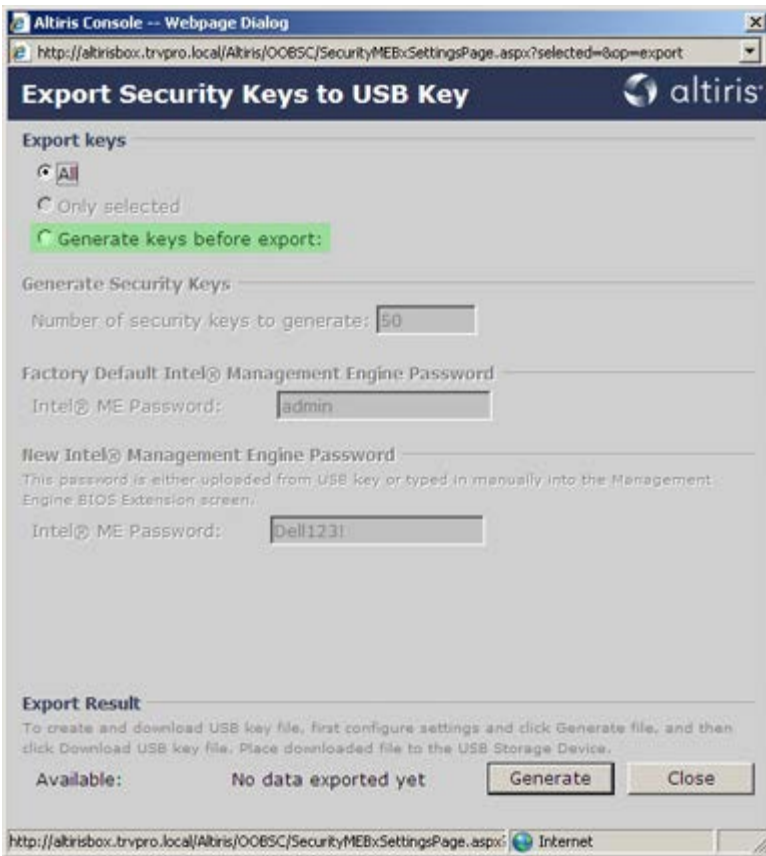 Altiris Console -- Webpage Dialog
http://altirisbox.trvpro.local/Altiris/OOBSC/SecurityMEBxSettingsPage.aspx?selected=&op=export
Export Security Keys to USB Key
altiris
Export keys
All
Only selected
Generate keys before export:
Generate Security Keys
Number of security keys to generate: 50
Factory Default Intel® Management Engine Password
Intel® ME Password: admin
New Intel® Management Engine Password
This password is either uploaded from USB key or typed in manually into the Management
Engine BIOS Extension screen.
Intel® ME Password: Dell123!
Export Result
To create and download USB key file, first configure settings and click Generate file, and then
click Download USB key file. Place downloaded file to the USB Storage Device.
Available: No data exported yet Generate Close
http://altirisbox.trvpro.local/Altiris/OOBSC/SecurityMEBxSettingsPage.aspx? Internet